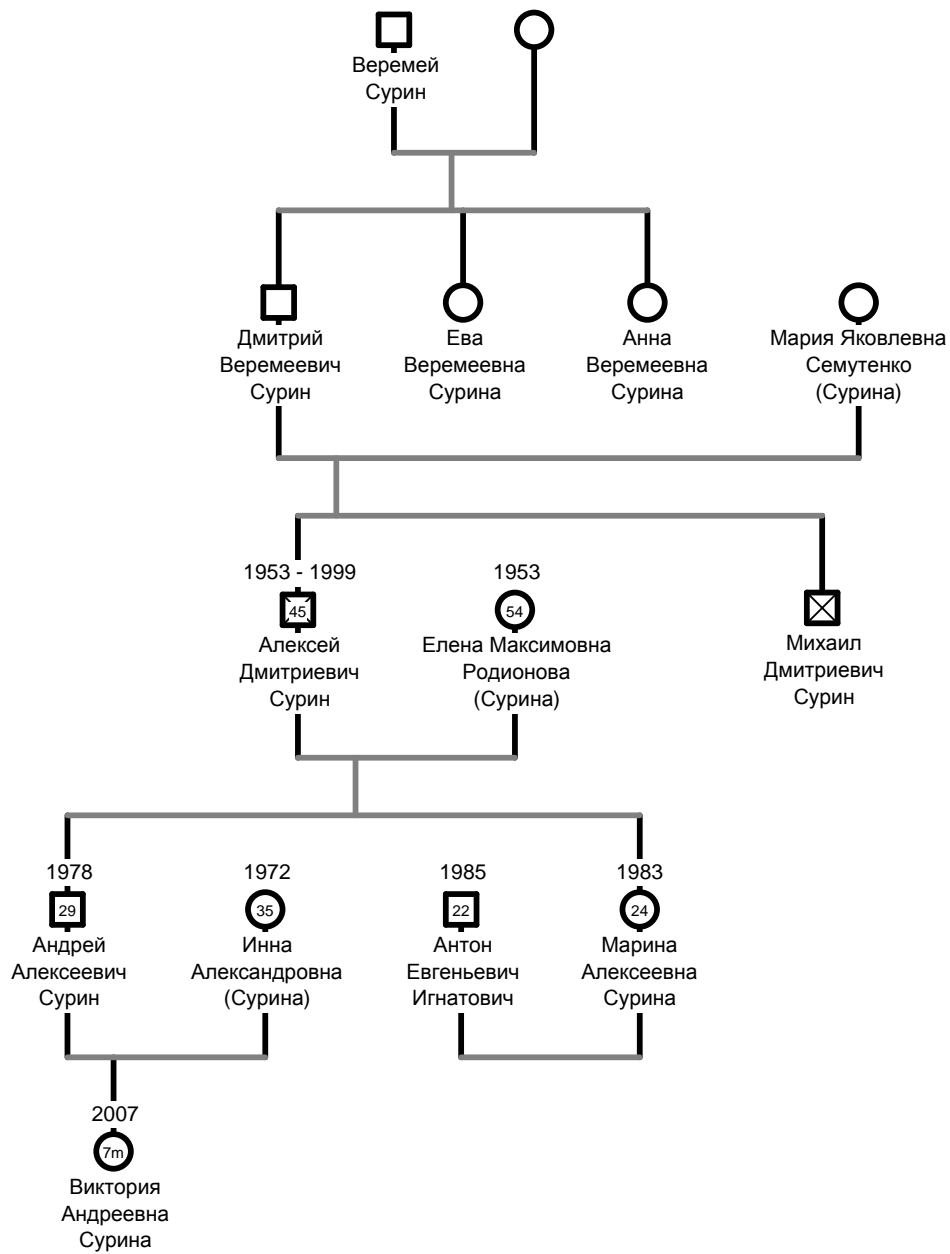 Веремей
Сурин
Дмитрий
Веремеевич
Сурин
Ева
Веремеевна
Сурина
Анна
Веремеевна
Сурина
Мария Яковлевна
Семутенко
(Сурина)
1953 - 1999
45
Алексей
Дмитриевич
Сурин
1953
54
Елена Максимовна
Родионова
(Сурина)
Михаил
Дмитриевич
Сурин
1978
29
Андрей
Алексеевич
Сурин
1972
35
Инна
Александровна
(Сурина)
1985
22
Антон
Евгеньевич
Игнатович
1983
24
Марина
Алексеевна
Сурина
2007
7m
Виктория
Андреевна
Сурина